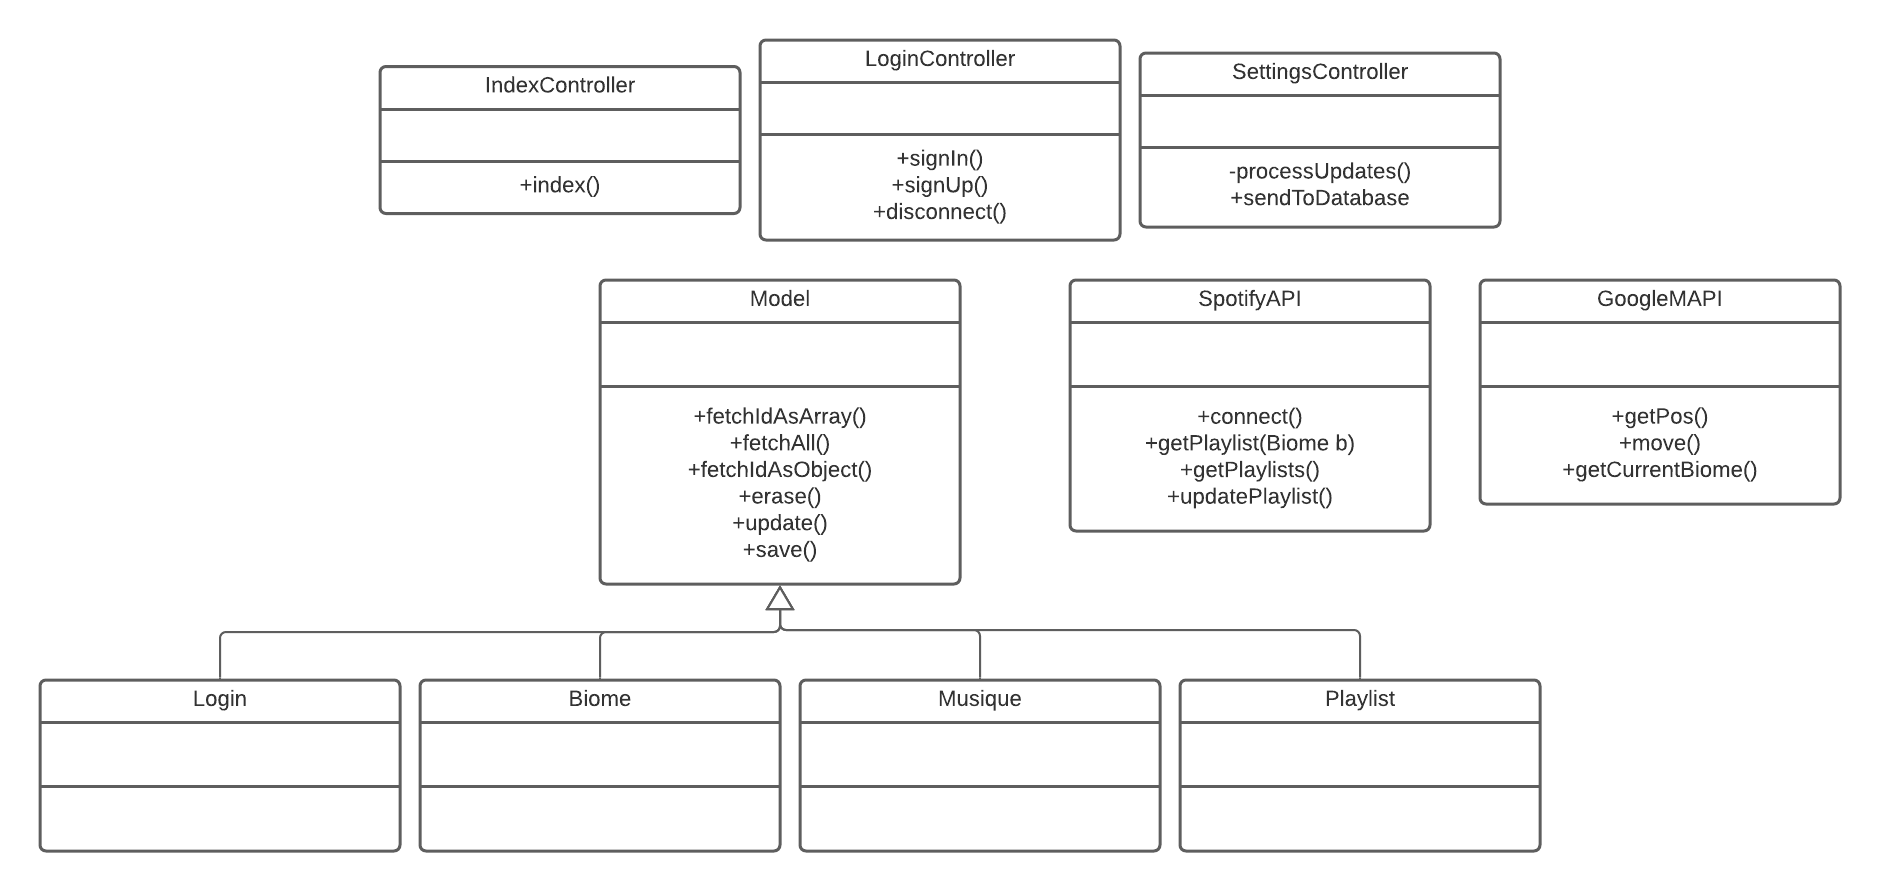 IndexController
+index()
LoginController
+signIn()
+signUp()
+disconnect()
SettingsController
-processUpdates()
+sendToDatabase
Model
+fetchIdAsArray()
+fetchAll()
+fetchIdAsObject()
+erase()
+update()
+save()
SpotifyAPI
+connect()
+getPlaylist(Biome b)
+getPlaylists()
+updatePlaylist()
GoogleMAPI
+getPos()
+move()
+getCurrentBiome()
Login
Biome
Musique
Playlist